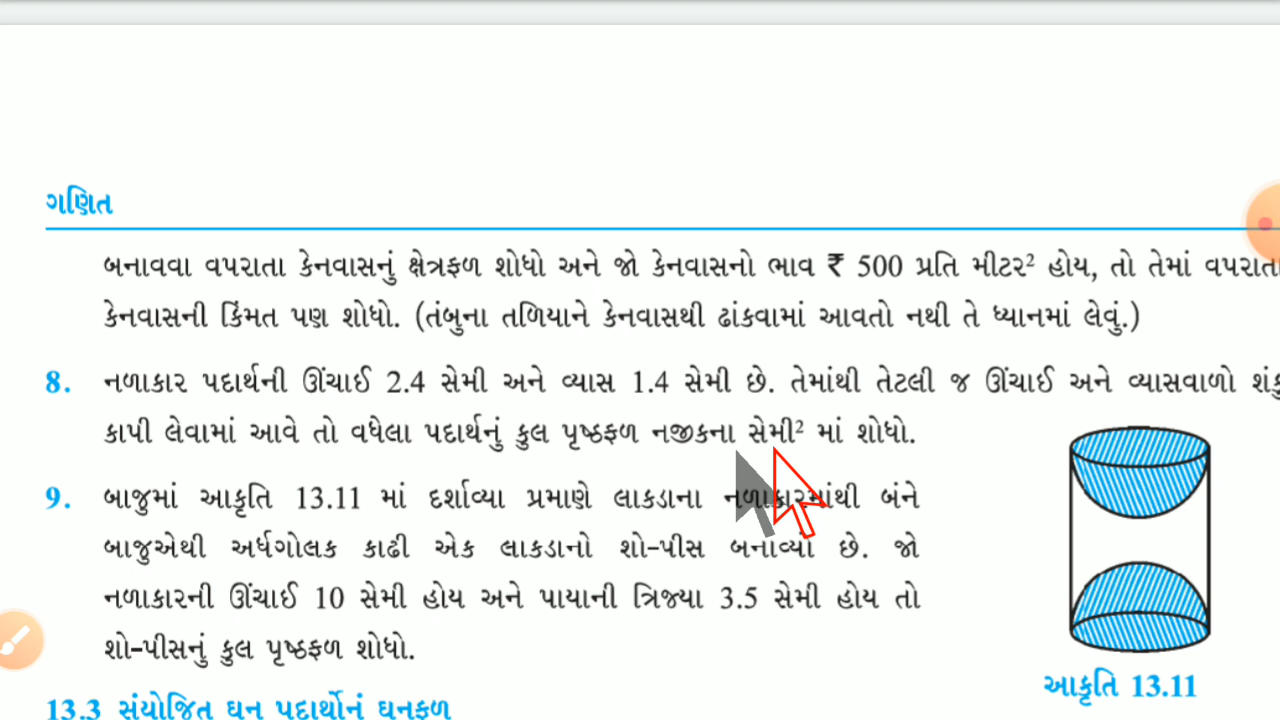 ગણિત
બનાવવા વપરાતા કેનવાસનું ક્ષેત્રફળ શોધો અને જો કેનવાસનો ભાવ ₹ 500 પ્રતિ મીટર² હોય, તો તેમાં વપરાતા
કેનવાસની કિંમત પણ શોધો. (તંબુના તળિયાને કેનવાસથી ઢાંકવામાં આવતો નથી તે ધ્યાનમાં લેવું.)
8. નળાકાર પદાર્થની ઊંચાઈ 2.4 સેમી અને વ્યાસ 1.4 સેમી છે. તેમાંથી તેટલી જ ઊંચાઈ અને વ્યાસવાળો શંકુ
કાપી લેવામાં આવે તો વધેલા પદાર્થનું કુલ પૃષ્ઠફળ નજીકના સેમી² માં શોધો.
9. બાજુમાં આકૃતિ 13.11 માં દર્શાવ્યા પ્રમાણે લાકડાના નળાકારમાંથી બંને
બાજુએથી અર્ધગોલક કાઢી એક લાકડાનો શો-પીસ બનાવ્યો છે. જો
નળાકારની ઊંચાઈ 10 સેમી હોય અને પાયાની ત્રિજ્યા 3.5 સેમી હોય તો
શો-પીસનું કુલ પૃષ્ઠફળ શોધો.
આકૃતિ 13.11
13.3 સંયોજિત ઘન પદાર્થોનું ઘનફળ